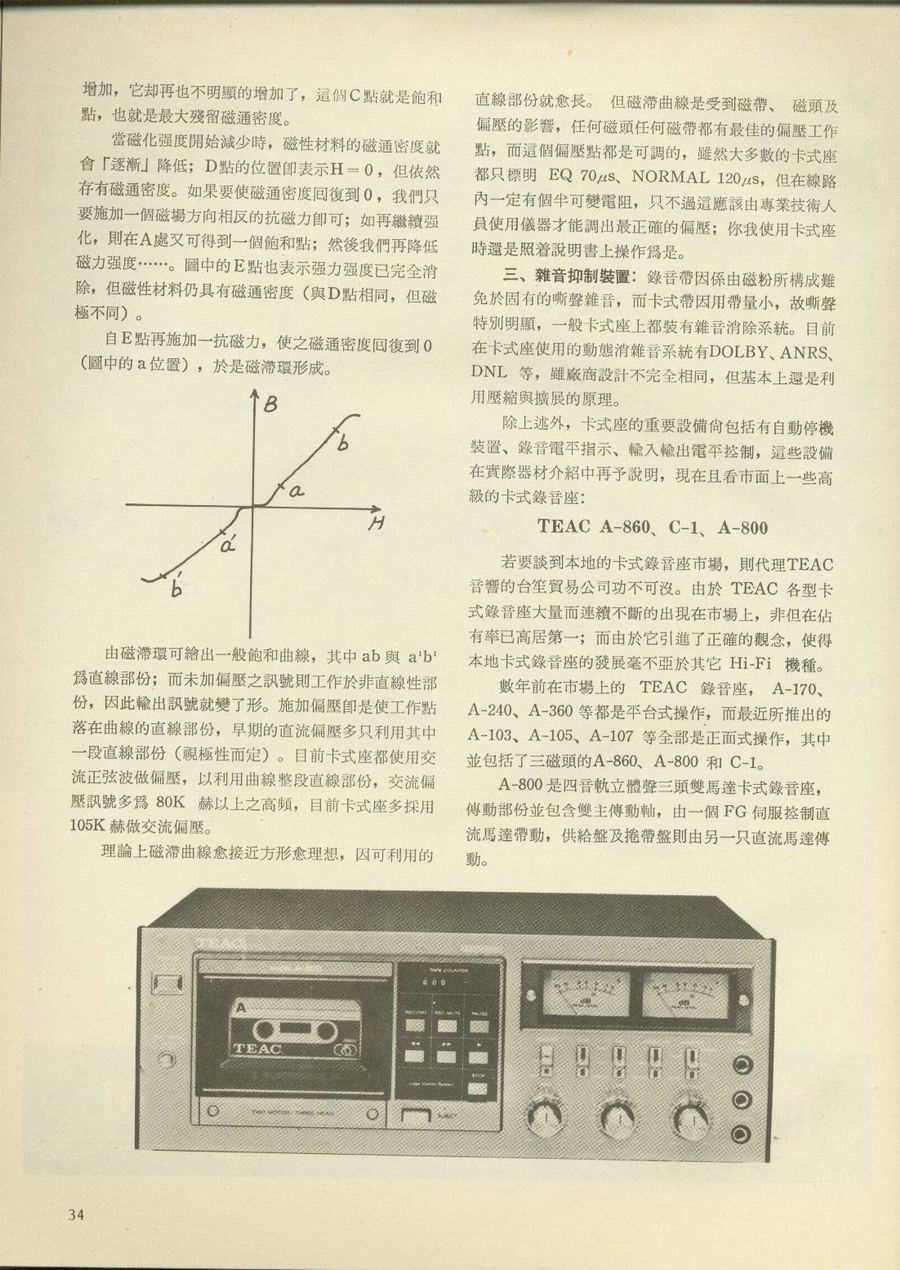 增加，它却再也不明顯的增加了，這個C點就是飽和
點，也就是最大殘留磁通密度。
當磁化强度開始減少時，磁性材料的磁通密度就
會「逐漸」降低；D點的位置卽表示H＝0，但依然
存有磁通密度。如果要使磁通密度囘復到0，我們只
要施加一個磁場方向相反的抗磁力卽可；如再繼續强
化，則在A處又可得到一個飽和點；然後我們再降低
磁力强度……。圖中的E點也表示强力强度已完全消
除，但磁性材料仍具有磁通密度（與D點相同，但磁
極不同）。
自E點再施加一抗磁力，使之磁通密度囘復到0
（圖中的a位置），於是磁滯環形成。
B
b
a
H
a'
b'
由磁滯環可繪出一般飽和曲線，其中ab與 a'b'
爲直線部份；而未加偏壓之訊號則工作於非直線性部
份，因此輸出訊號就變了形。施加偏壓卽是使工作點
落在曲線的直線部份，早期的直流偏壓多只利用其中
一段直線部份（視極性而定）。目前卡式座都使用交
流正弦波做偏壓，以利用曲線整段直線部份，交流偏
壓訊號多爲 80K 赫以上之高頻，目前卡式座多採用
105K 赫做交流偏壓。
理論上磁滯曲線愈接近方形愈理想，因可利用的
直線部份就愈長。 但磁滯曲線是受到磁帶、 磁頭及
偏壓的影響，任何磁頭任何磁帶都有最佳的偏壓工作
點，而這個偏壓點都是可調的，雖然大多數的卡式座
都只標明 EQ 70μs、NORMAL 120μs，但在線路
內一定有個半可變電阻，只不過這應該由專業技術人
員使用儀器才能調出最正確的偏壓；你我使用卡式座
時還是照着說明書上操作爲是。
三、雜音抑制裝置：錄音帶因係由磁粉所構成難
免於固有的嘶聲雜音，而卡式帶因用帶量小，故嘶聲
特別明顯，一般卡式座上都裝有雜音消除系統。目前
在卡式座使用的動態消雜音系統有DOLBY、ANRS、
DNL 等，雖廠商設計不完全相同，但基本上還是利
用壓縮與擴展的原理。
除上述外，卡式座的重要設備尙包括有自動停機
裝置、錄音電平指示、輸入輸出電平控制，這些設備
在實際器材介紹中再予說明，現在且看市面上一些高
級的卡式錄音座：
TEAC A-860、C-1、A-800
若要談到本地的卡式錄音座市場，則代理TEAC
音響的台笙貿易公司功不可沒。由於 TEAC 各型卡
式錄音座大量而連續不斷的出現在市場上，非但在佔
有率已高居第一；而由於它引進了正確的觀念，使得
本地卡式錄音座的發展毫不亞於其它 Hi-Fi 機種。
數年前在市場上的 TEAC 錄音座， A-170、
A-240、A-360 等都是平台式操作，而最近所推出的
A-103、A-105、A-107 等全部是正面式操作，其中
並包括了三磁頭的A-860、A-800 和 C-1。
A-800 是四音軌立體聲三頭雙馬達卡式錄音座，
傳動部份並包含雙主傳動軸，由一個 FG 伺服控制直
流馬達帶動，供給盤及捲帶盤則由另一只直流馬達傳
動。
TEAC
TAPE COUNTER
000
RECORD REC MUTE PAUSE
STOP
A
TEAC
TWO MOTOR THREE HEAD
EJECT
dB
dB
34